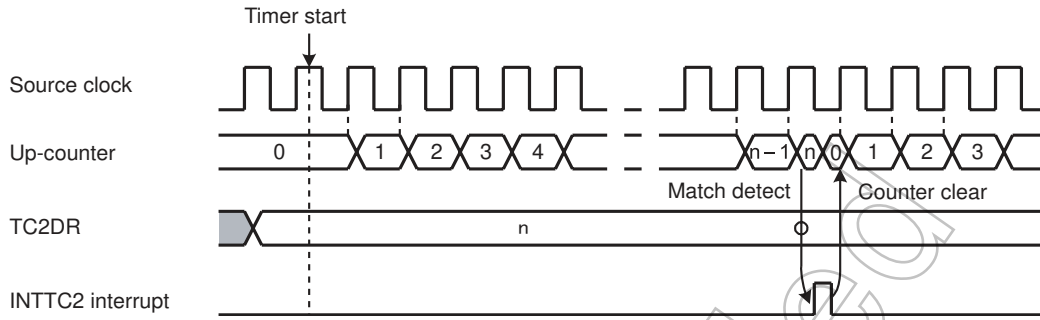 Timer start
Source clock
Up-counter
0 1 2 3 4 n–1 n 0 1 2 3
Match detect Counter clear
TC2DR
n
INTTC2 interrupt